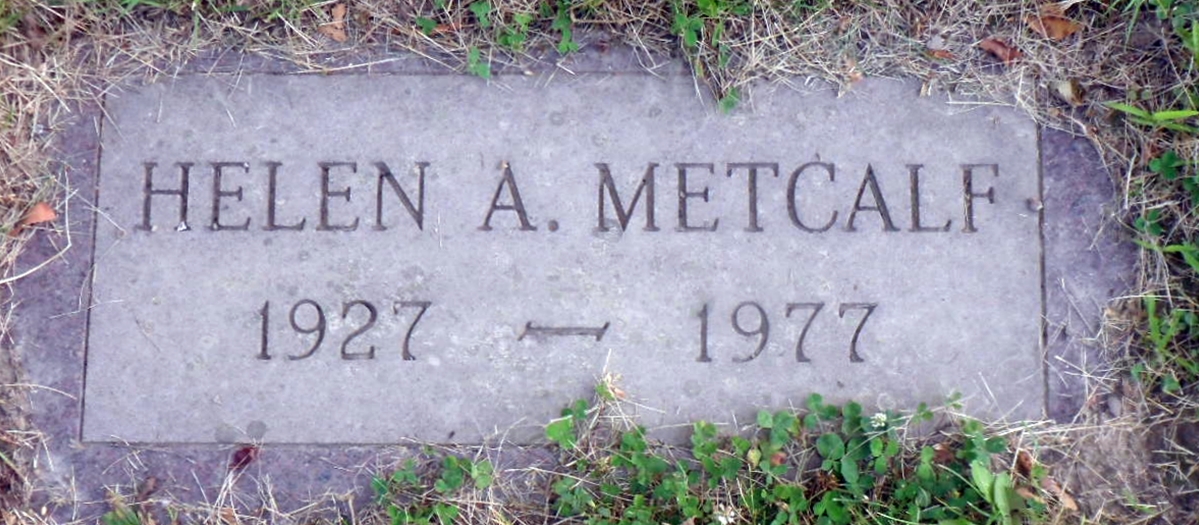 HELEN A. METCALF
1927 — 1977